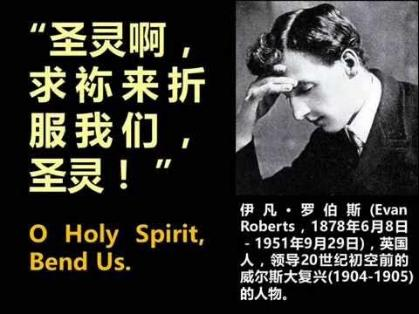 “圣灵啊，
求祢来折
服我们，
圣灵！”
O Holy Spirit,
Bend Us.
伊凡·罗伯斯(Evan
Roberts，1878年6月8日
-1951年9月29日)，英国
人，领导20世纪初空前的
威尔斯大复兴(1904-1905)
的人物。